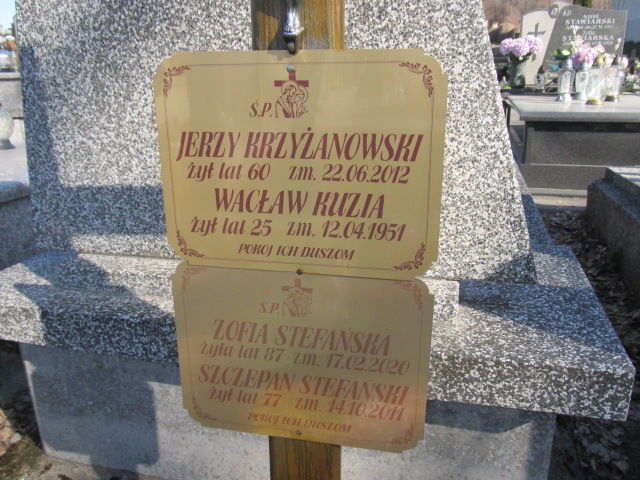 Ś.P.
JERZY KRZYŻANOWSKI
żył lat 60 zm. 22.06.2012
WACŁAW KUZIA
żył lat 25 zm. 12.04.1951
POKÓJ ICH DUSZOM
Ś.P.
ZOFIA STEFAŃSKA
żyła lat 87 zm. 17.02.2020
SZCZEPAN STEFAŃSKI
żył lat 77 zm. 14.10.2011
POKÓJ ICH DUSZOM
Ś.P.
STAWIARSKI
STAWIARSKA